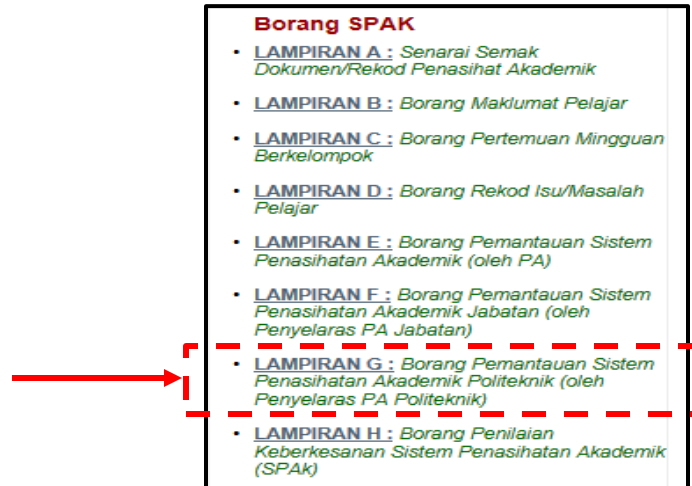 Borang SPAK
• LAMPIRAN A : Senarai Semak
Dokumen/Rekod Penasihat Akademik
• LAMPIRAN B : Borang Maklumat Pelajar
• LAMPIRAN C : Borang Pertemuan Mingguan
Berkelompok
• LAMPIRAN D : Borang Rekod Isu/Masalah
Pelajar
• LAMPIRAN E : Borang Pemantauan Sistem
Penasihatan Akademik (oleh PA)
• LAMPIRAN F : Borang Pemantauan Sistem
Penasihatan Akademik Jabatan (oleh
Penyelaras PA Jabatan)
• LAMPIRAN G : Borang Pemantauan Sistem
Penasihatan Akademik Politeknik (oleh
Penyelaras PA Politeknik)
• LAMPIRAN H : Borang Penilaian
Keberkesanan Sistem Penasihatan Akademik
(SPAk)